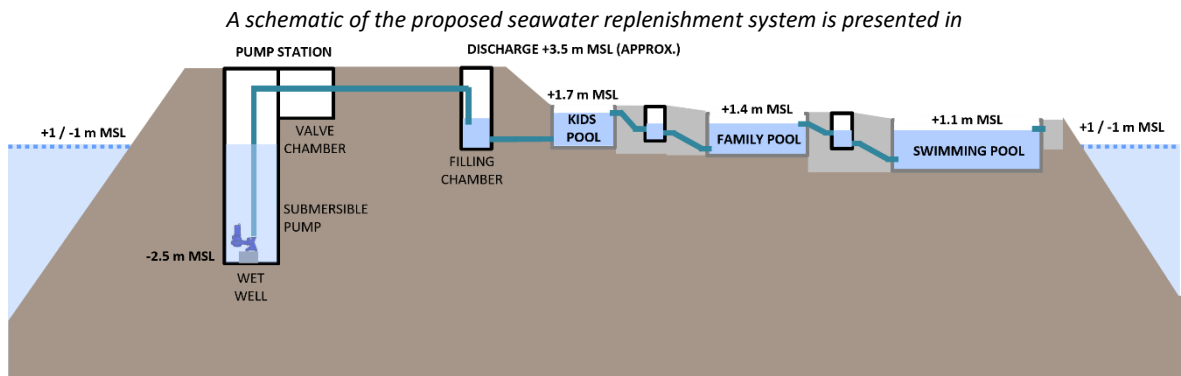 A schematic of the proposed seawater replenishment system is presented in
PUMP STATION
DISCHARGE +3.5 m MSL (APPROX.)
+1.7 m MSL
+1.4 m MSL
+1.1 m MSL
+1 / -1 m MSL
+1 / -1 m MSL
KIDS
POOL
FAMILY POOL
SWIMMING POOL
VALVE
CHAMBER
FILLING
CHAMBER
SUBMERSIBLE
PUMP
-2.5 m MSL
WET
WELL